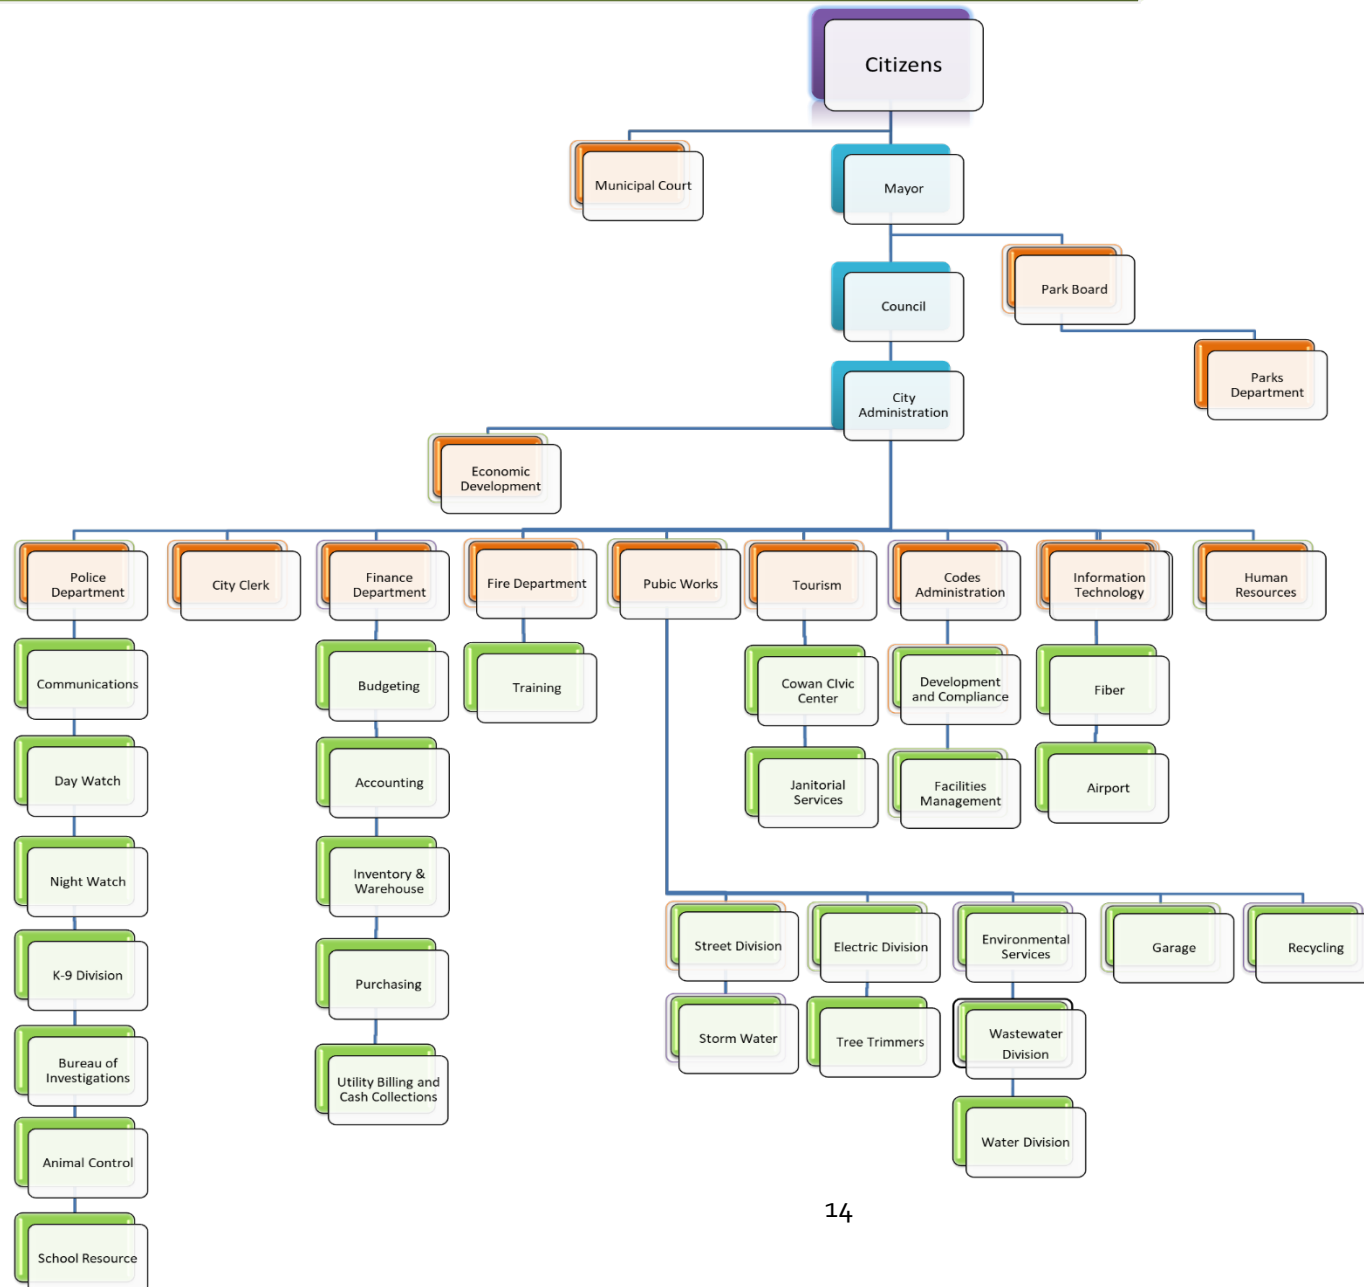 Citizens
Municipal Court
Mayor
Park Board
Council
Parks
Department
City
Administration
Economic
Development
Police
Department
City Clerk
Finance
Department
Fire Department
Pubic Works
Tourism
Codes
Administration
Information
Technology
Human
Resources
Communications
Budgeting
Training
Cowan CIvic
Center
Development
and Compliance
Fiber
Day Watch
Accounting
Janitorial
Services
Facilities
Management
Airport
Night Watch
Inventory &
Warehouse
Street Division
Electric Division
Environmental
Services
Garage
Recycling
K-9 Division
Purchasing
Storm Water
Tree Trimmers
Wastewater
Division
Bureau of
Investigations
Utility Billing and
Cash Collections
Water Division
Animal Control
School Resource
14